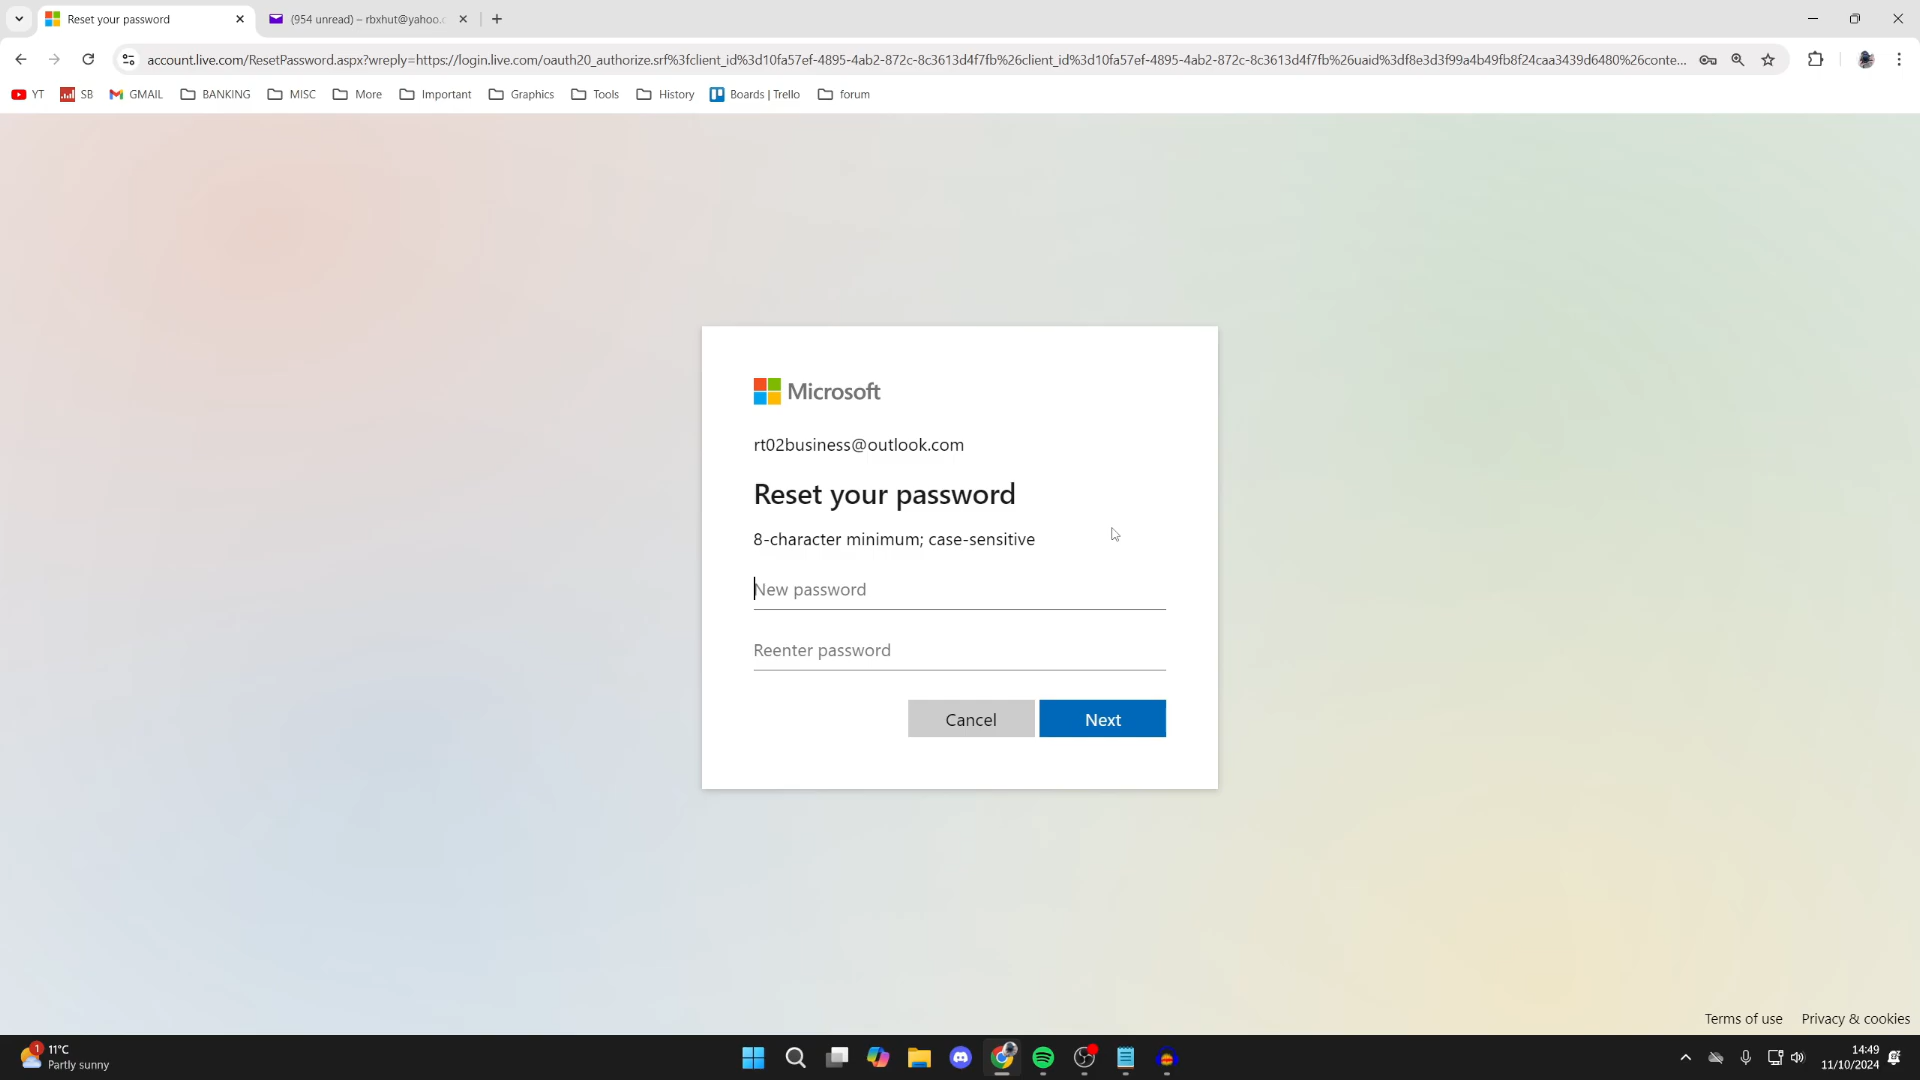 Reset your password
(954 unread) – rbxhut@yahoo.c
account.live.com/ResetPassword.aspx?wreply=https://login.live.com/oauth20_authorize.srf%3fclient_id%3d10fa57ef-4895-4ab2-872c-8c3613d4f7fb%26client_id%3d10fa57ef-4895-4ab2-872c-8c3613d4f7fb%26uaid%3df8e3d3f99a4b49fb8f24caa3439d6480%26conte...
YT SB GMAIL BANKING MISC More Important Graphics Tools History Boards | Trello forum
Microsoft
rt02business@outlook.com
Reset your password
8-character minimum; case-sensitive
New password
Reenter password
Cancel Next
Terms of use Privacy & cookies
1
11°C
Partly sunny
14:49
11/10/2024